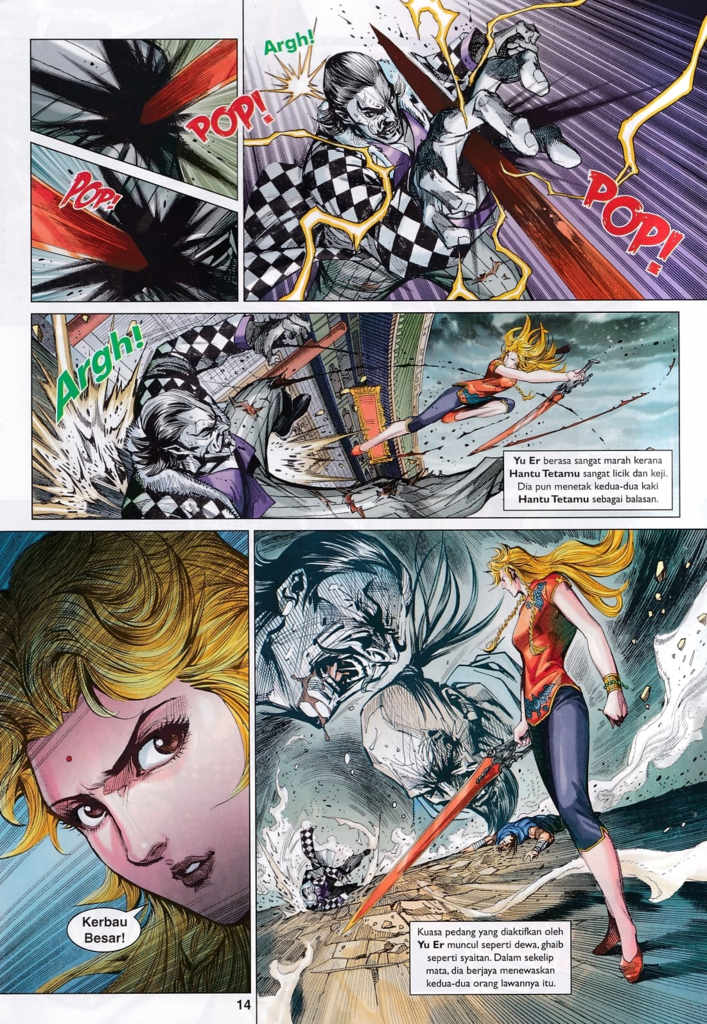 POP!
POP!
Argh!
POP!
Argh!
Yu Er berasa sangat marah kerana
Hantu Tetamu sangat licik dan keji.
Dia pun menetak kedua-dua kaki
Hantu Tetamu sebagai balasan.
Kerbau
Besar!
Kuasa pedang yang diaktifkan oleh
Yu Er muncul seperti dewa, ghaib
seperti syaitan. Dalam sekelip
mata, dia berjaya menewaskan
kedua-dua orang lawannya itu.
14